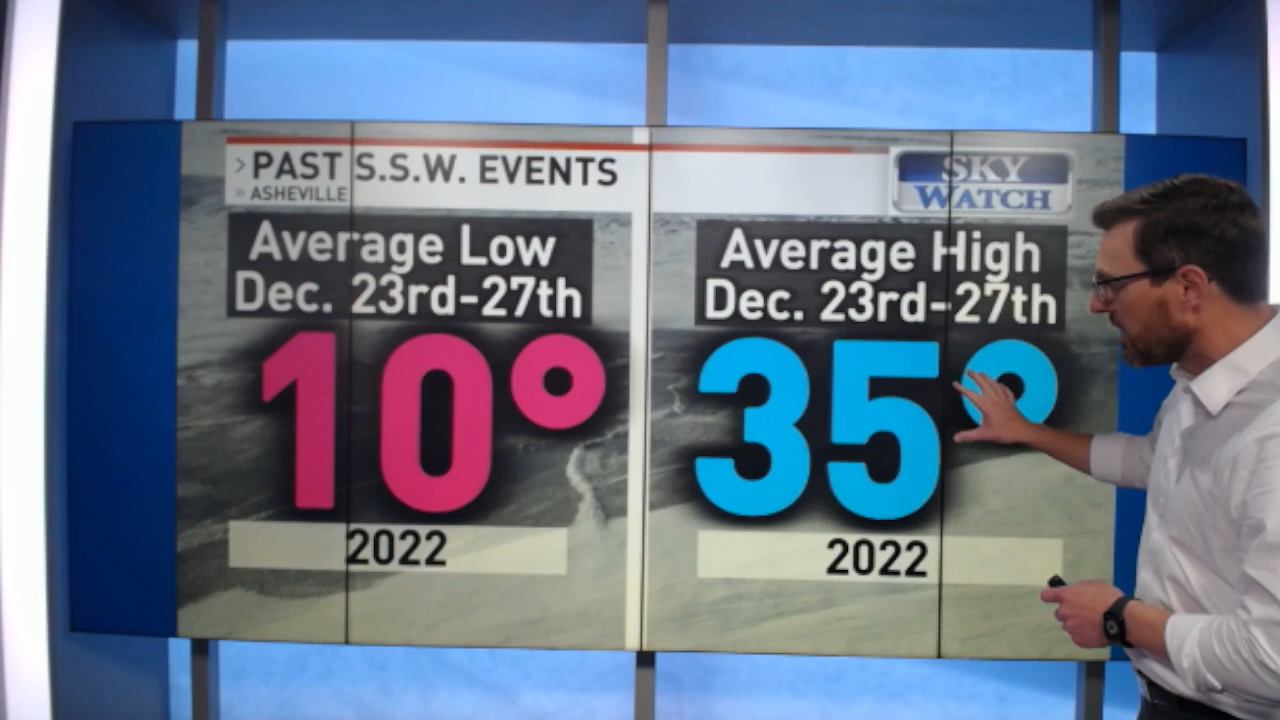 > PAST S.S.W. EVENTS
» ASHEVILLE
SKY
WATCH
Average Low
Dec. 23rd-27th
10°
2022
Average High
Dec. 23rd-27th
35°
2022